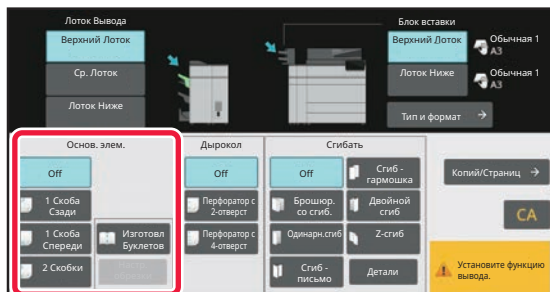 Лоток Вывода
Верхний Лоток
Ср. Лоток
Лоток Ниже
Блок вставки
Верхний Лоток
Обычная 1
A3
Лоток Ниже
Обычная 1
A3
Тип и формат
Основ. элем.
Off
1 Скоба
Сзади
1 Скоба
Спереди
2 Скобки
Изготовл
Буклетов
Дырокол
Off
Перфоратор с
2-отверст
Перфоратор с
4-отверст
Сгибать
Off
Сгиб -
гармошка
Брошюр.
со сгиб.
Двойной
сгиб
Одинарн.сгиб
Z-сгиб
Сгиб -
письмо
Детали
Копий/Страниц
CA
Установите функцию
вывода.